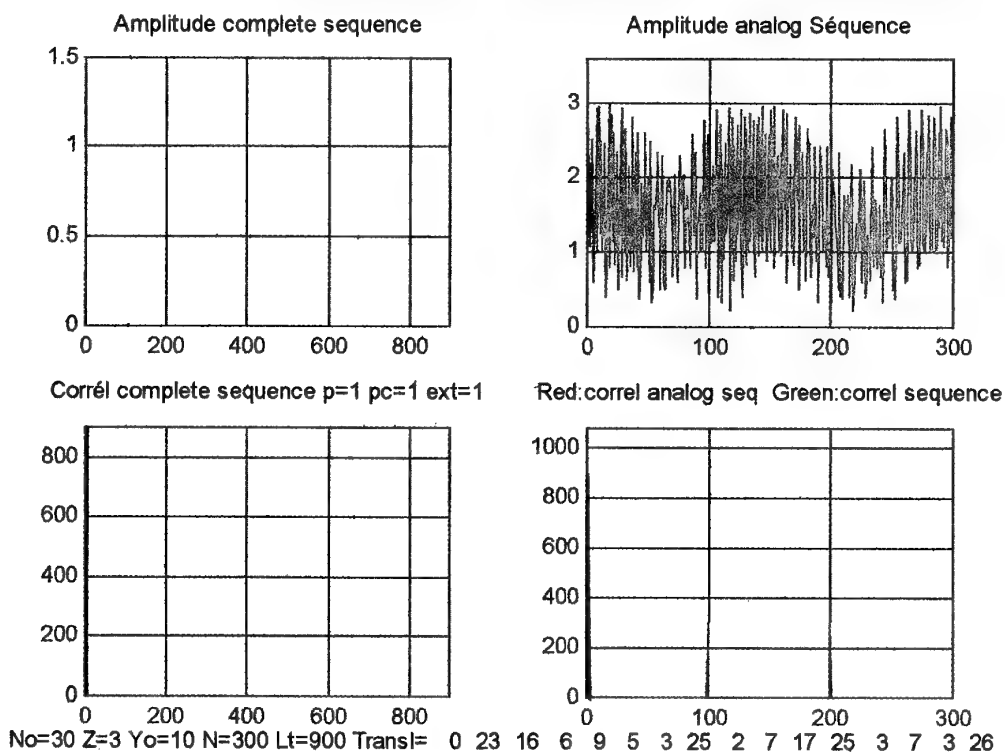 Amplitude complete sequence
1.5
1
0.5
0
0 200 400 600 800
Amplitude analog Séquence
3
2
1
0
0 100 200 300
Corrél complete sequence p=1 pc=1 ext=1
800
600
400
200
0
0 200 400 600 800
Red:correl analog seq Green:correl sequence
1000
800
600
400
200
0
0 100 200 300
No=30 Z=3 Yo=10 N=300 Lt=900 Transl= 0 23 16 6 9 5 3 25 2 7 17 25 3 7 3 26